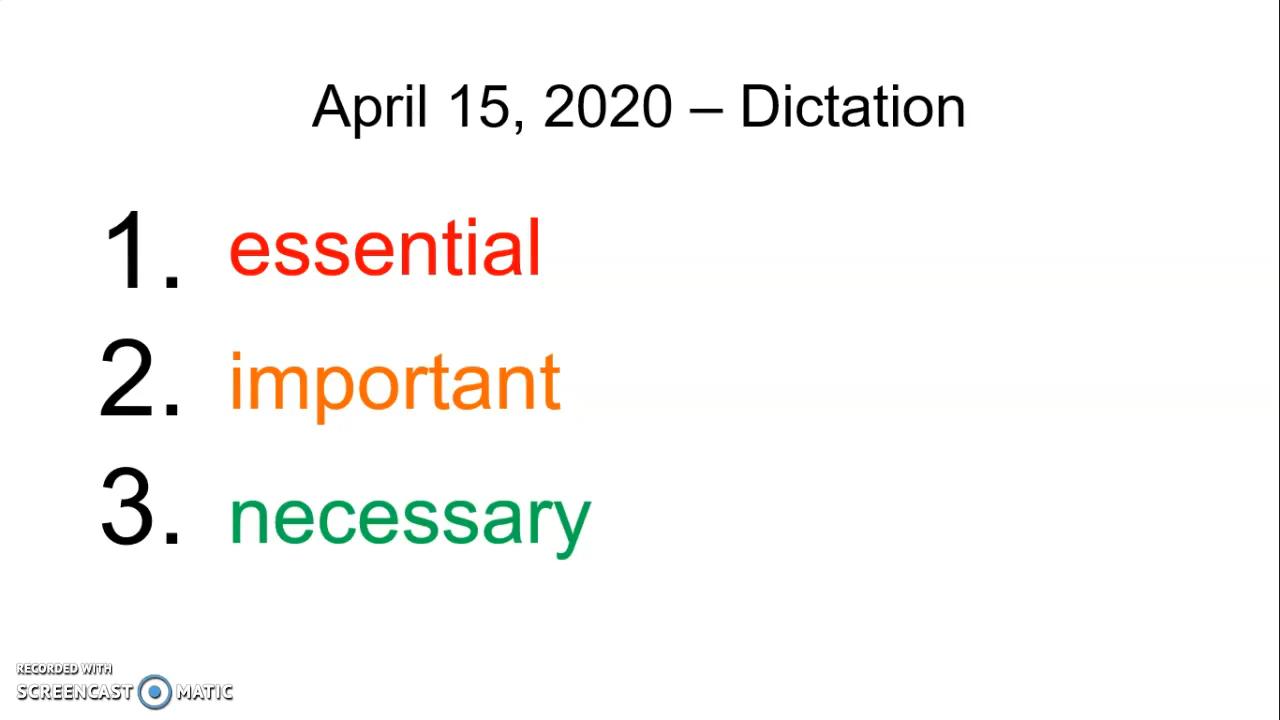 April 15, 2020 – Dictation
1. essential
2. important
3. necessary
RECORDED WITH
SCREENCAST MATIC